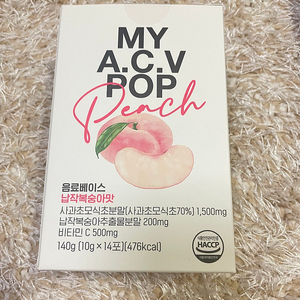 MY
A.C.V
POP
Peach
음료베이스
납작복숭아맛
사과초모식초분말(사과초모식초70%) 1,500mg
납작복숭아추출물분말 200mg
비타민 C 500mg
140g (10g×14포)(476kcal)
HACCP